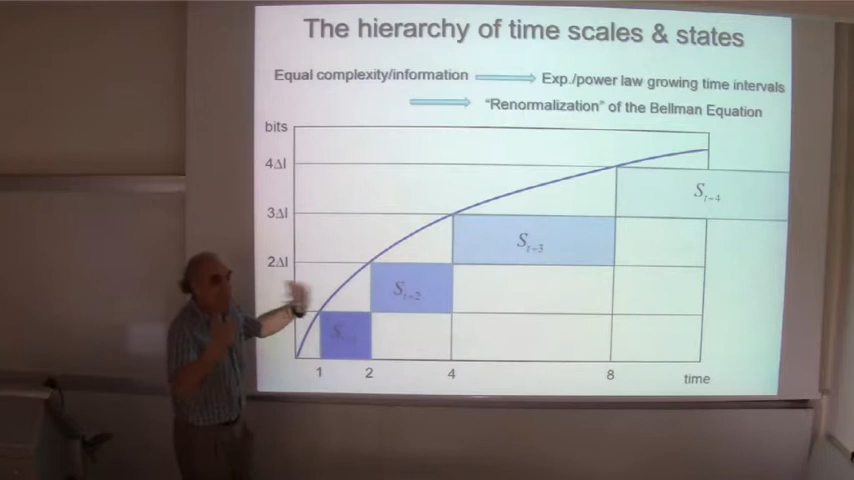 The hierarchy of time scales & states
Equal complexity/information
Exp./power law growing time intervals
“Renormalization” of the Bellman Equation
bits
4ΔI
3ΔI
2ΔI
S_{t-4}
S_{t-3}
S_{t-2}
1
2
4
8
time